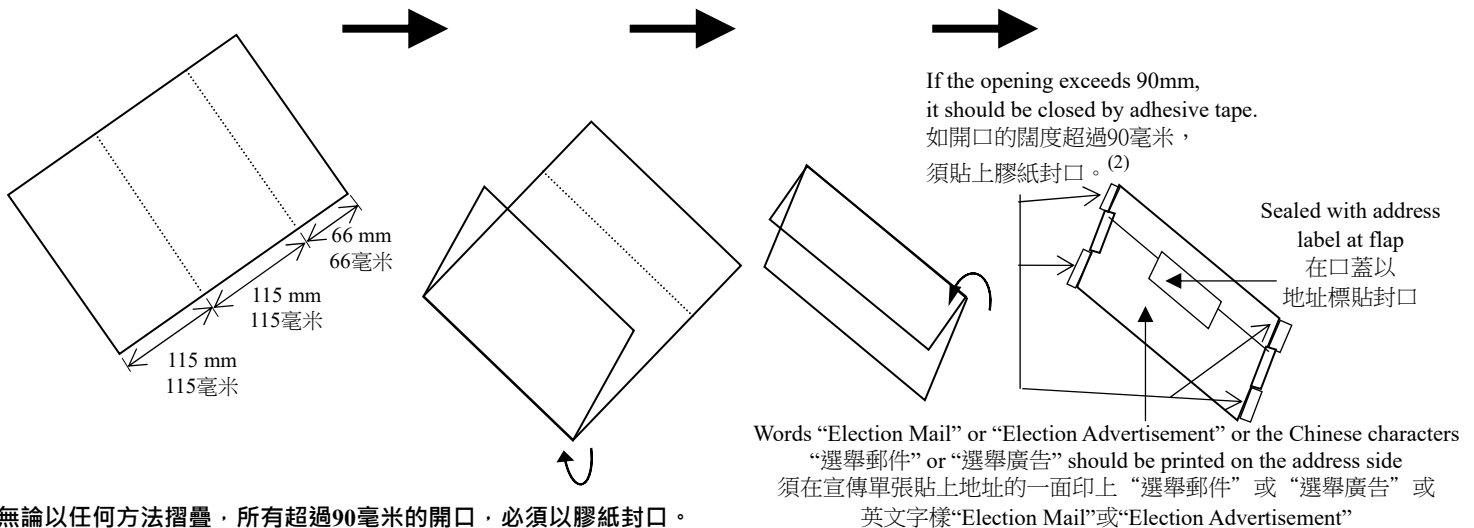 If the opening exceeds 90mm,
it should be closed by adhesive tape.
如開口的闊度超過90毫米，
須貼上膠紙封口。(2)
66 mm
66毫米
115 mm
115毫米
115 mm
115毫米
Sealed with address
label at flap
在口蓋以
地址標貼封口
Words “Election Mail” or “Election Advertisement” or the Chinese characters
“選舉郵件” or “選舉廣告” should be printed on the address side
須在宣傳單張貼上地址的一面印上“選舉郵件”或“選舉廣告”或
英文字樣“Election Mail”或“Election Advertisement”
無論以任何方法摺疊，所有超過90毫米的開口，必須以膠紙封口。